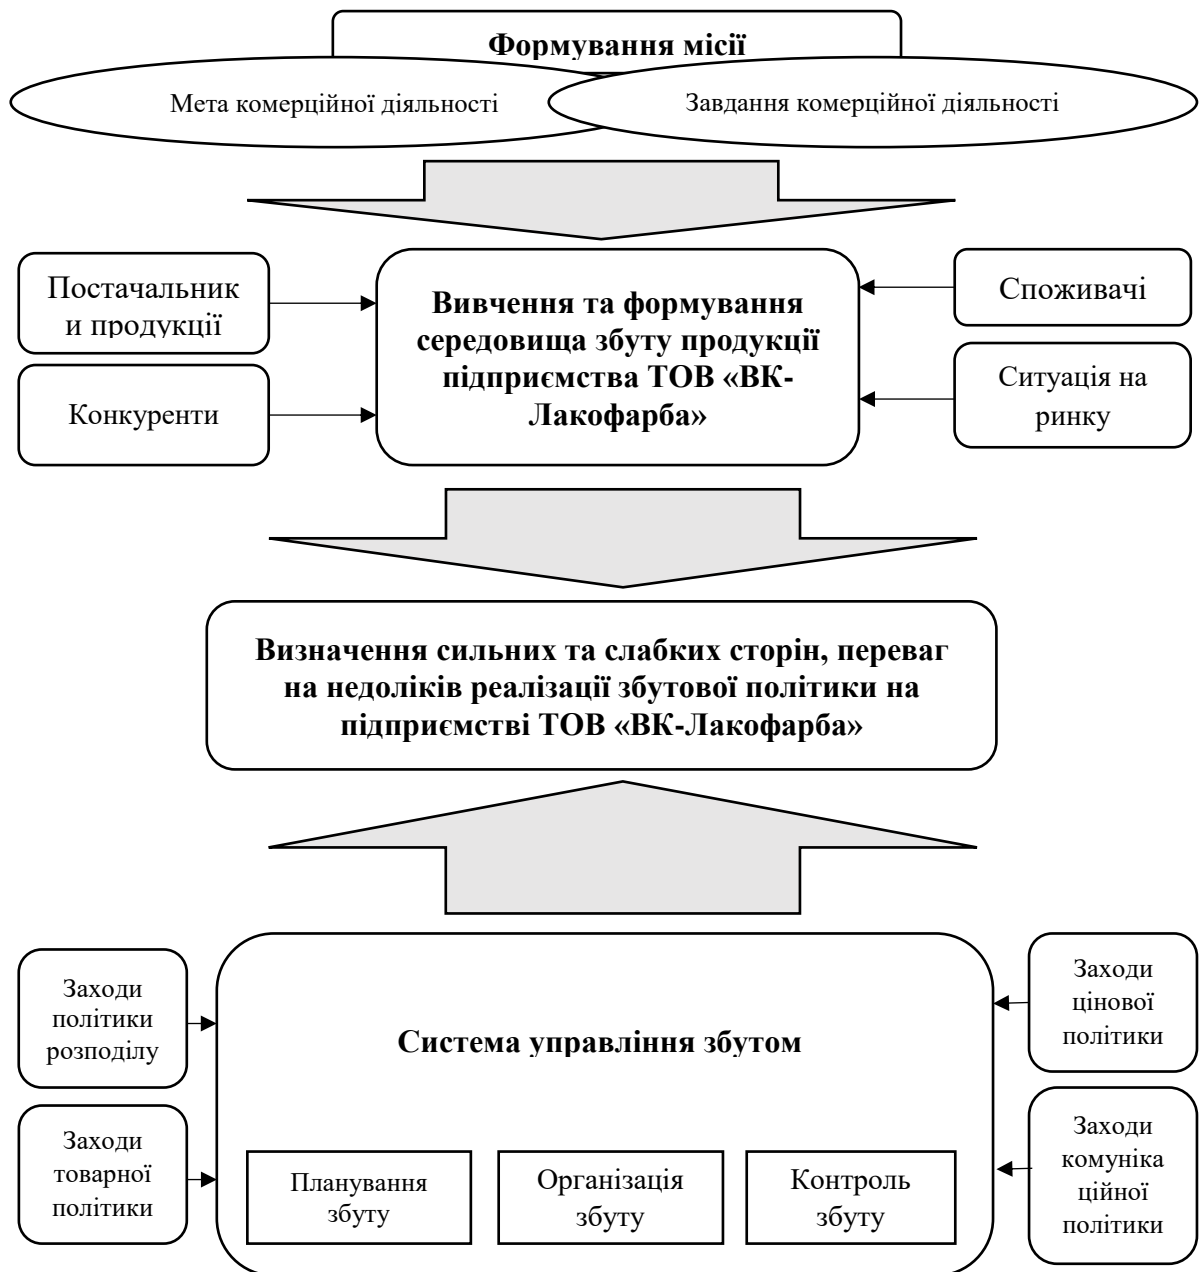 Формування місії
Мета комерційної діяльності
Завдання комерційної діяльності
Постачальник
и продукції
Конкуренти
Вивчення та формування
середовища збуту продукції
підприємства ТОВ «ВК-
Лакофарба»
Споживачі
Ситуація на
ринку
Визначення сильних та слабких сторін, переваг
на недоліків реалізації збутової політики на
підприємстві ТОВ «ВК-Лакофарба»
Заходи
політики
розподілу
Заходи
товарної
політики
Система управління збутом
Планування
збуту
Організація
збуту
Контроль
збуту
Заходи
цінової
політики
Заходи
комуніка
ційної
політики